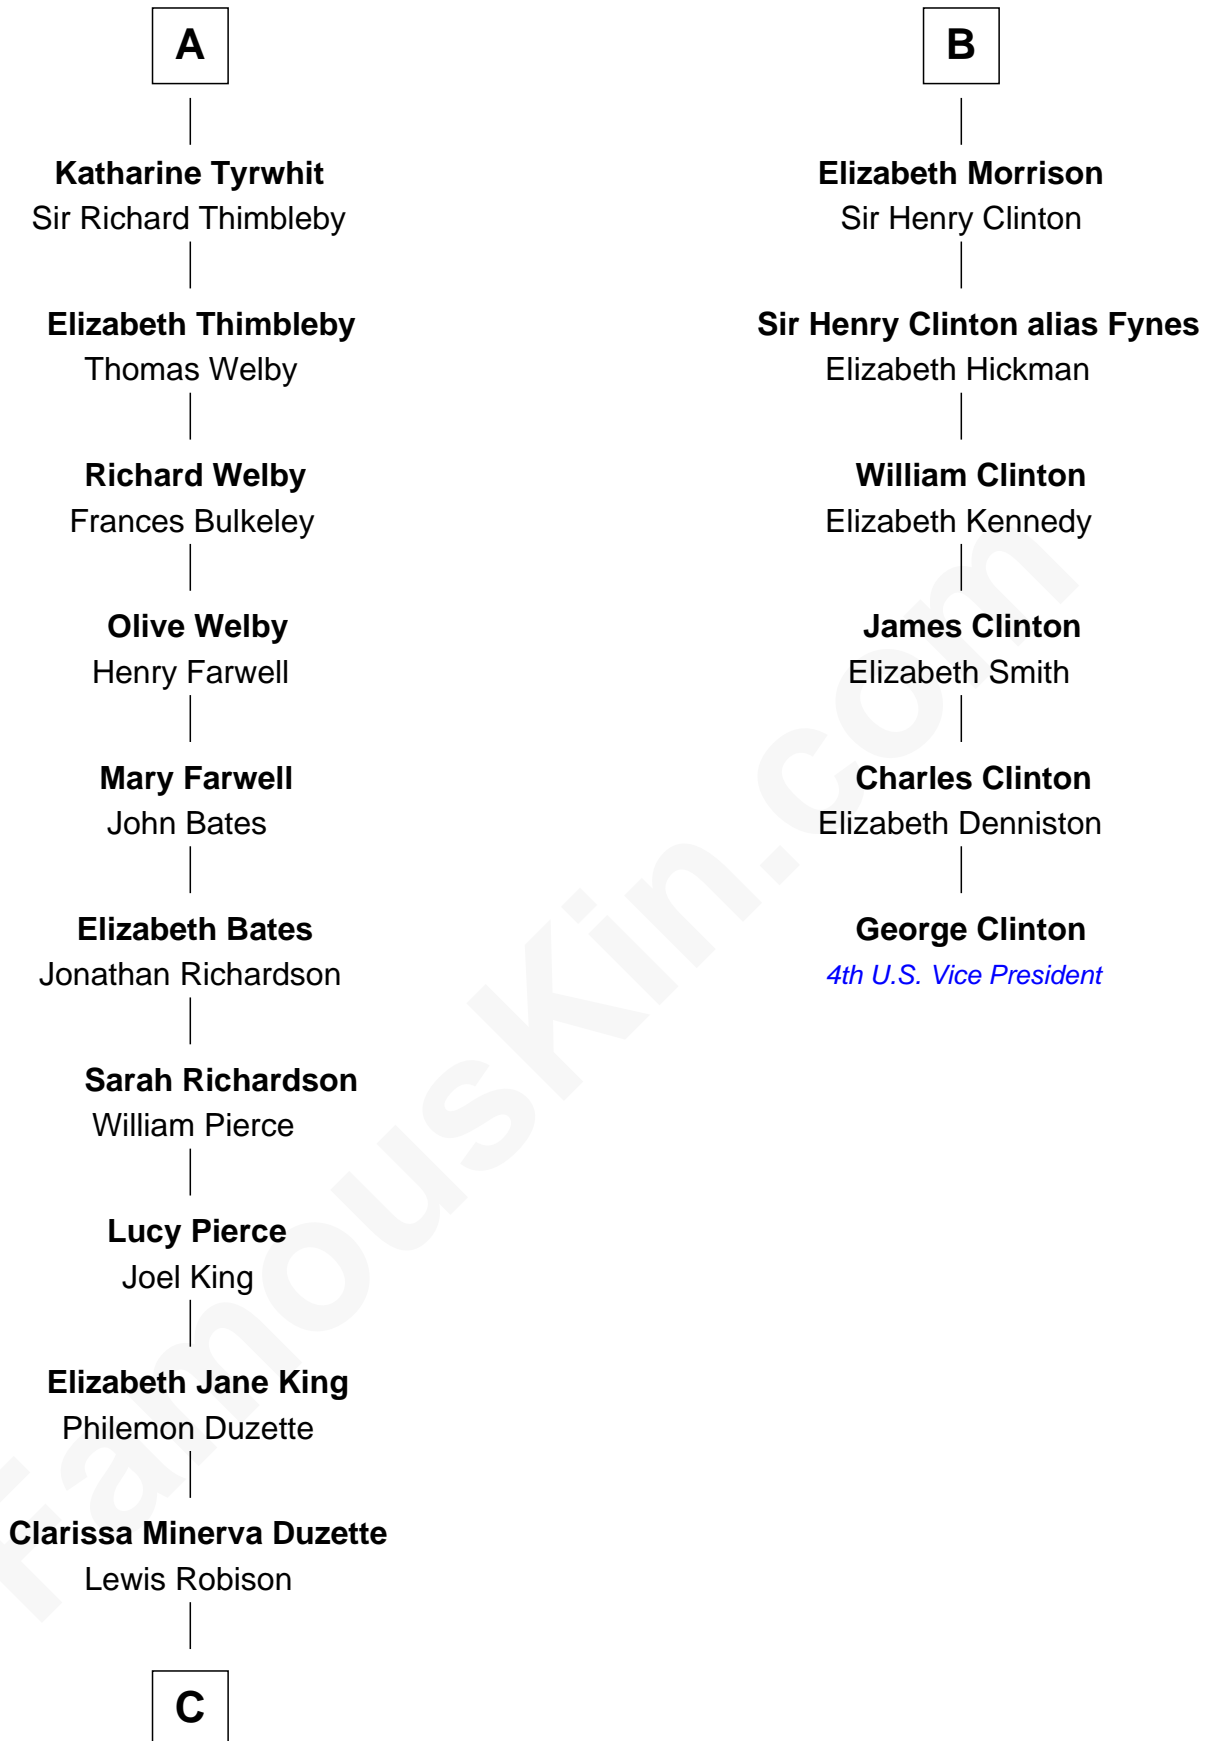 A
Katharine Tyrwhit
Sir Richard Thimbleby
Elizabeth Thimbleby
Thomas Welby
Richard Welby
Frances Bulkeley
Olive Welby
Henry Farwell
Mary Farwell
John Bates
Elizabeth Bates
Jonathan Richardson
Sarah Richardson
William Pierce
Lucy Pierce
Joel King
Elizabeth Jane King
Philemon Duzette
Clarissa Minerva Duzette
Lewis Robison
C
B
Elizabeth Morrison
Sir Henry Clinton
Sir Henry Clinton alias Fynes
Elizabeth Hickman
William Clinton
Elizabeth Kennedy
James Clinton
Elizabeth Smith
Charles Clinton
Elizabeth Denniston
George Clinton
4th U.S. Vice President
FamousKin.com